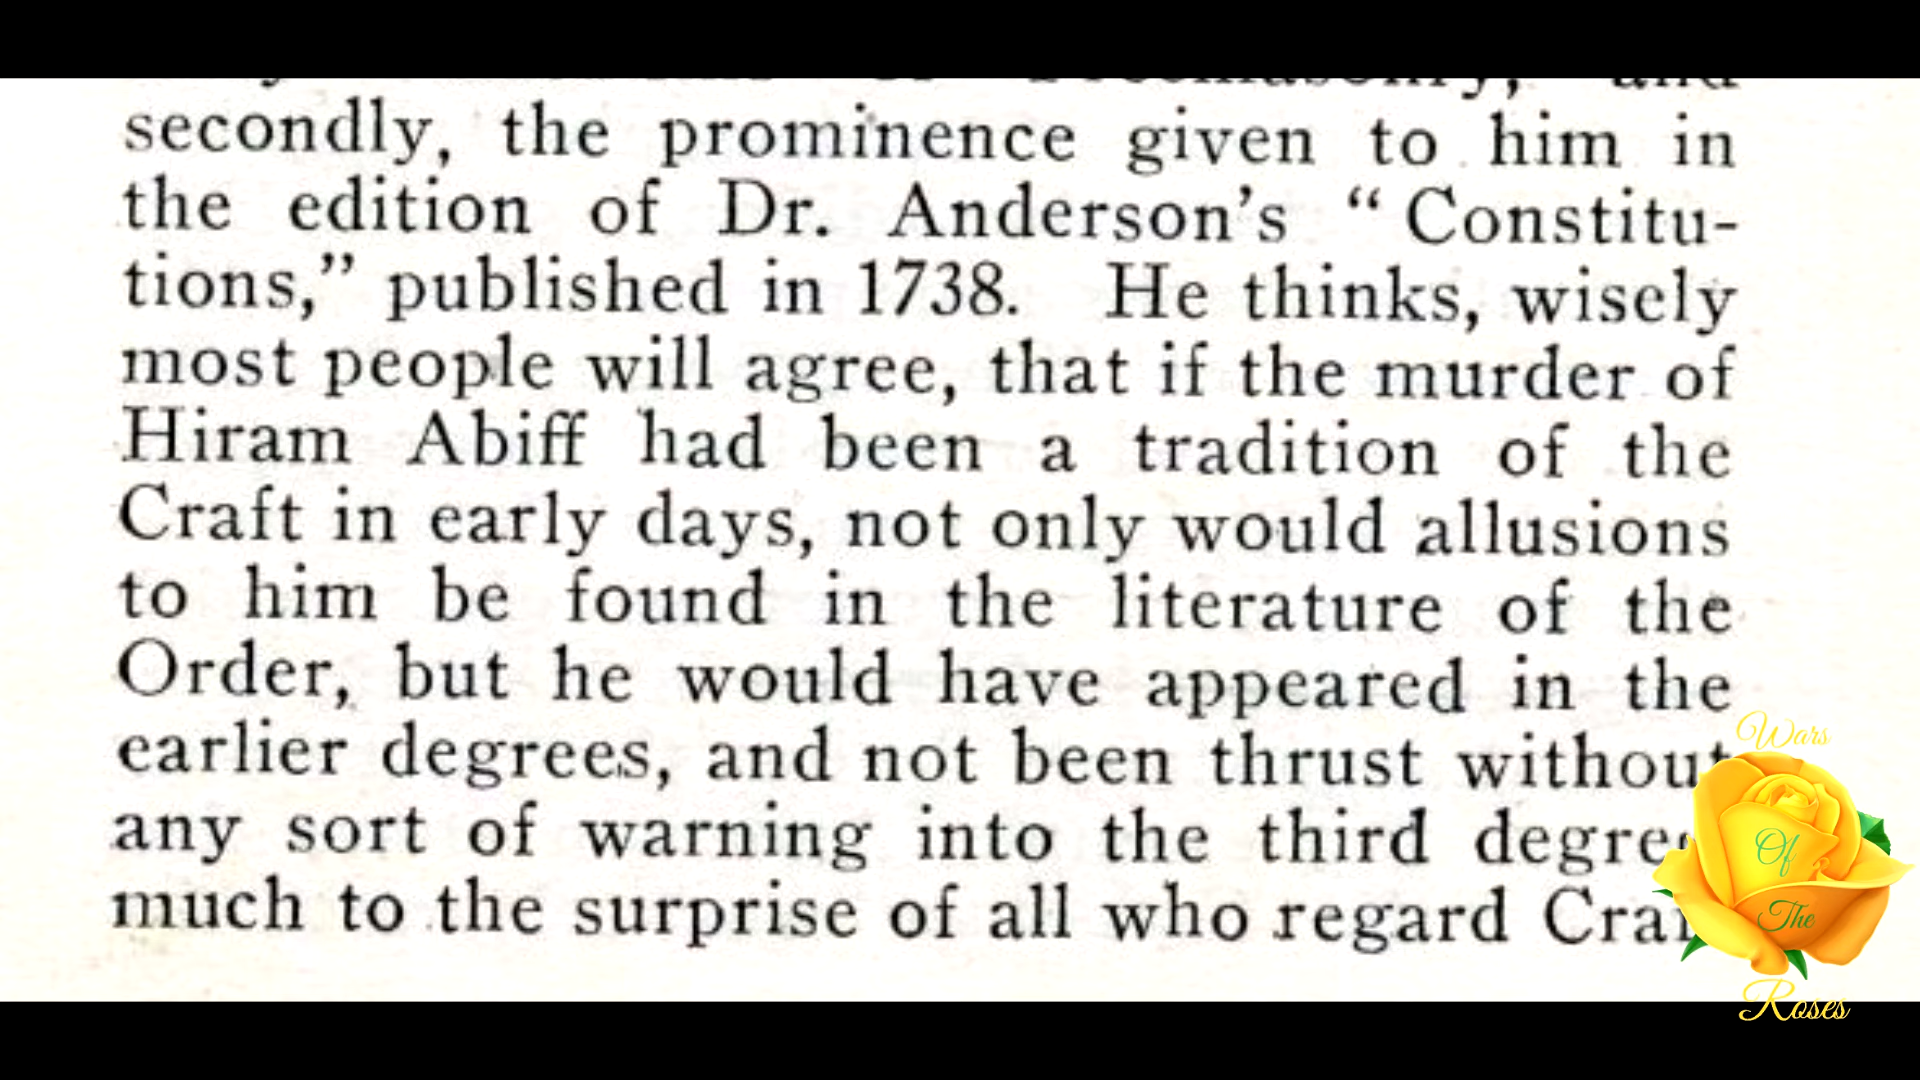 secondly, the prominence given to him in
the edition of Dr. Anderson's “Constitu-
tions,” published in 1738. He thinks, wisely
most people will agree, that if the murder of
Hiram Abiff had been a tradition of the
Craft in early days, not only would allusions
to him be found in the literature of the
Order, but he would have appeared in the
earlier degrees, and not been thrust without
any sort of warning into the third
much to the surprise of all who regard
Wars
Of
The
Roses